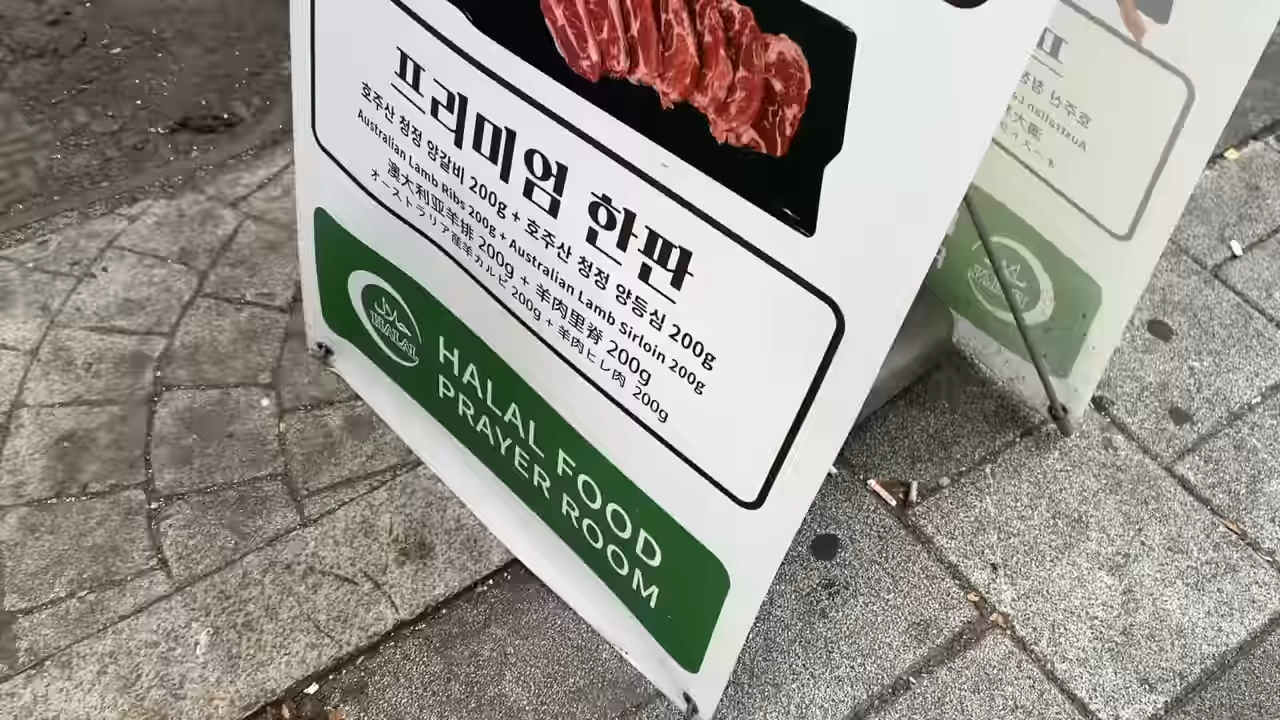 프리미엄 한판
호주산 청정 양갈비 200g + 호주산 청정 양등심 200g
Australian Lamb Ribs 200g + Australian Lamb Sirloin 200g
澳大利亚羊排 200g + 羊肉里脊 200g
オーストラリア産羊カルビ 200g + 羊肉ヒレ肉 200g
حلال
HALAL
HALAL FOOD
PRAYER ROOM